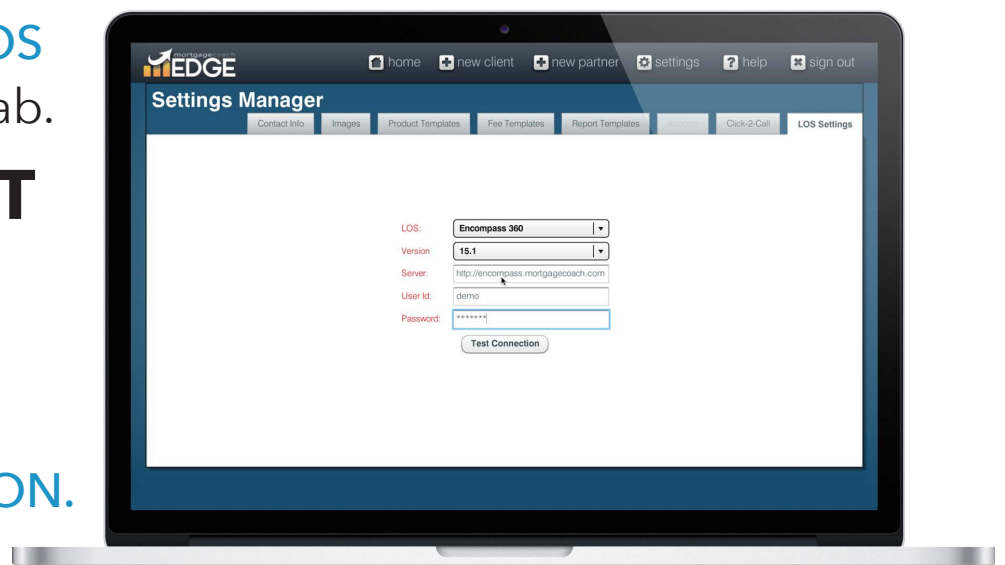 OS
ab.
T
ON.
mortgagecoach
EDGE
home
new client
new partner
settings
? help
sign out
Settings Manager
Contact Info
Images
Product Templates
Fee Templates
Report Templates
Account
Click-2-Call
LOS Settings
LOS: Encompass 360
Version 15.1
Server: http://encompass.mortgagecoach.com
User Id: demo
Password: *******
Test Connection